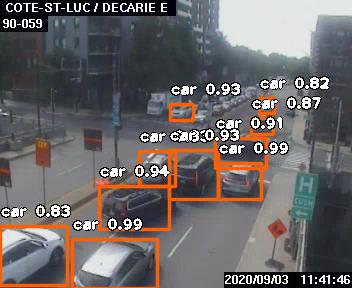 COTE-ST-LUC / DECARIE E
90-059
car 0.82
car 0.93
car 0.87
car 0.91
0.93
car 0.99
car 0.94
car 0.83
car 0.99
H
CUSM
2020/09/03 11:41:46